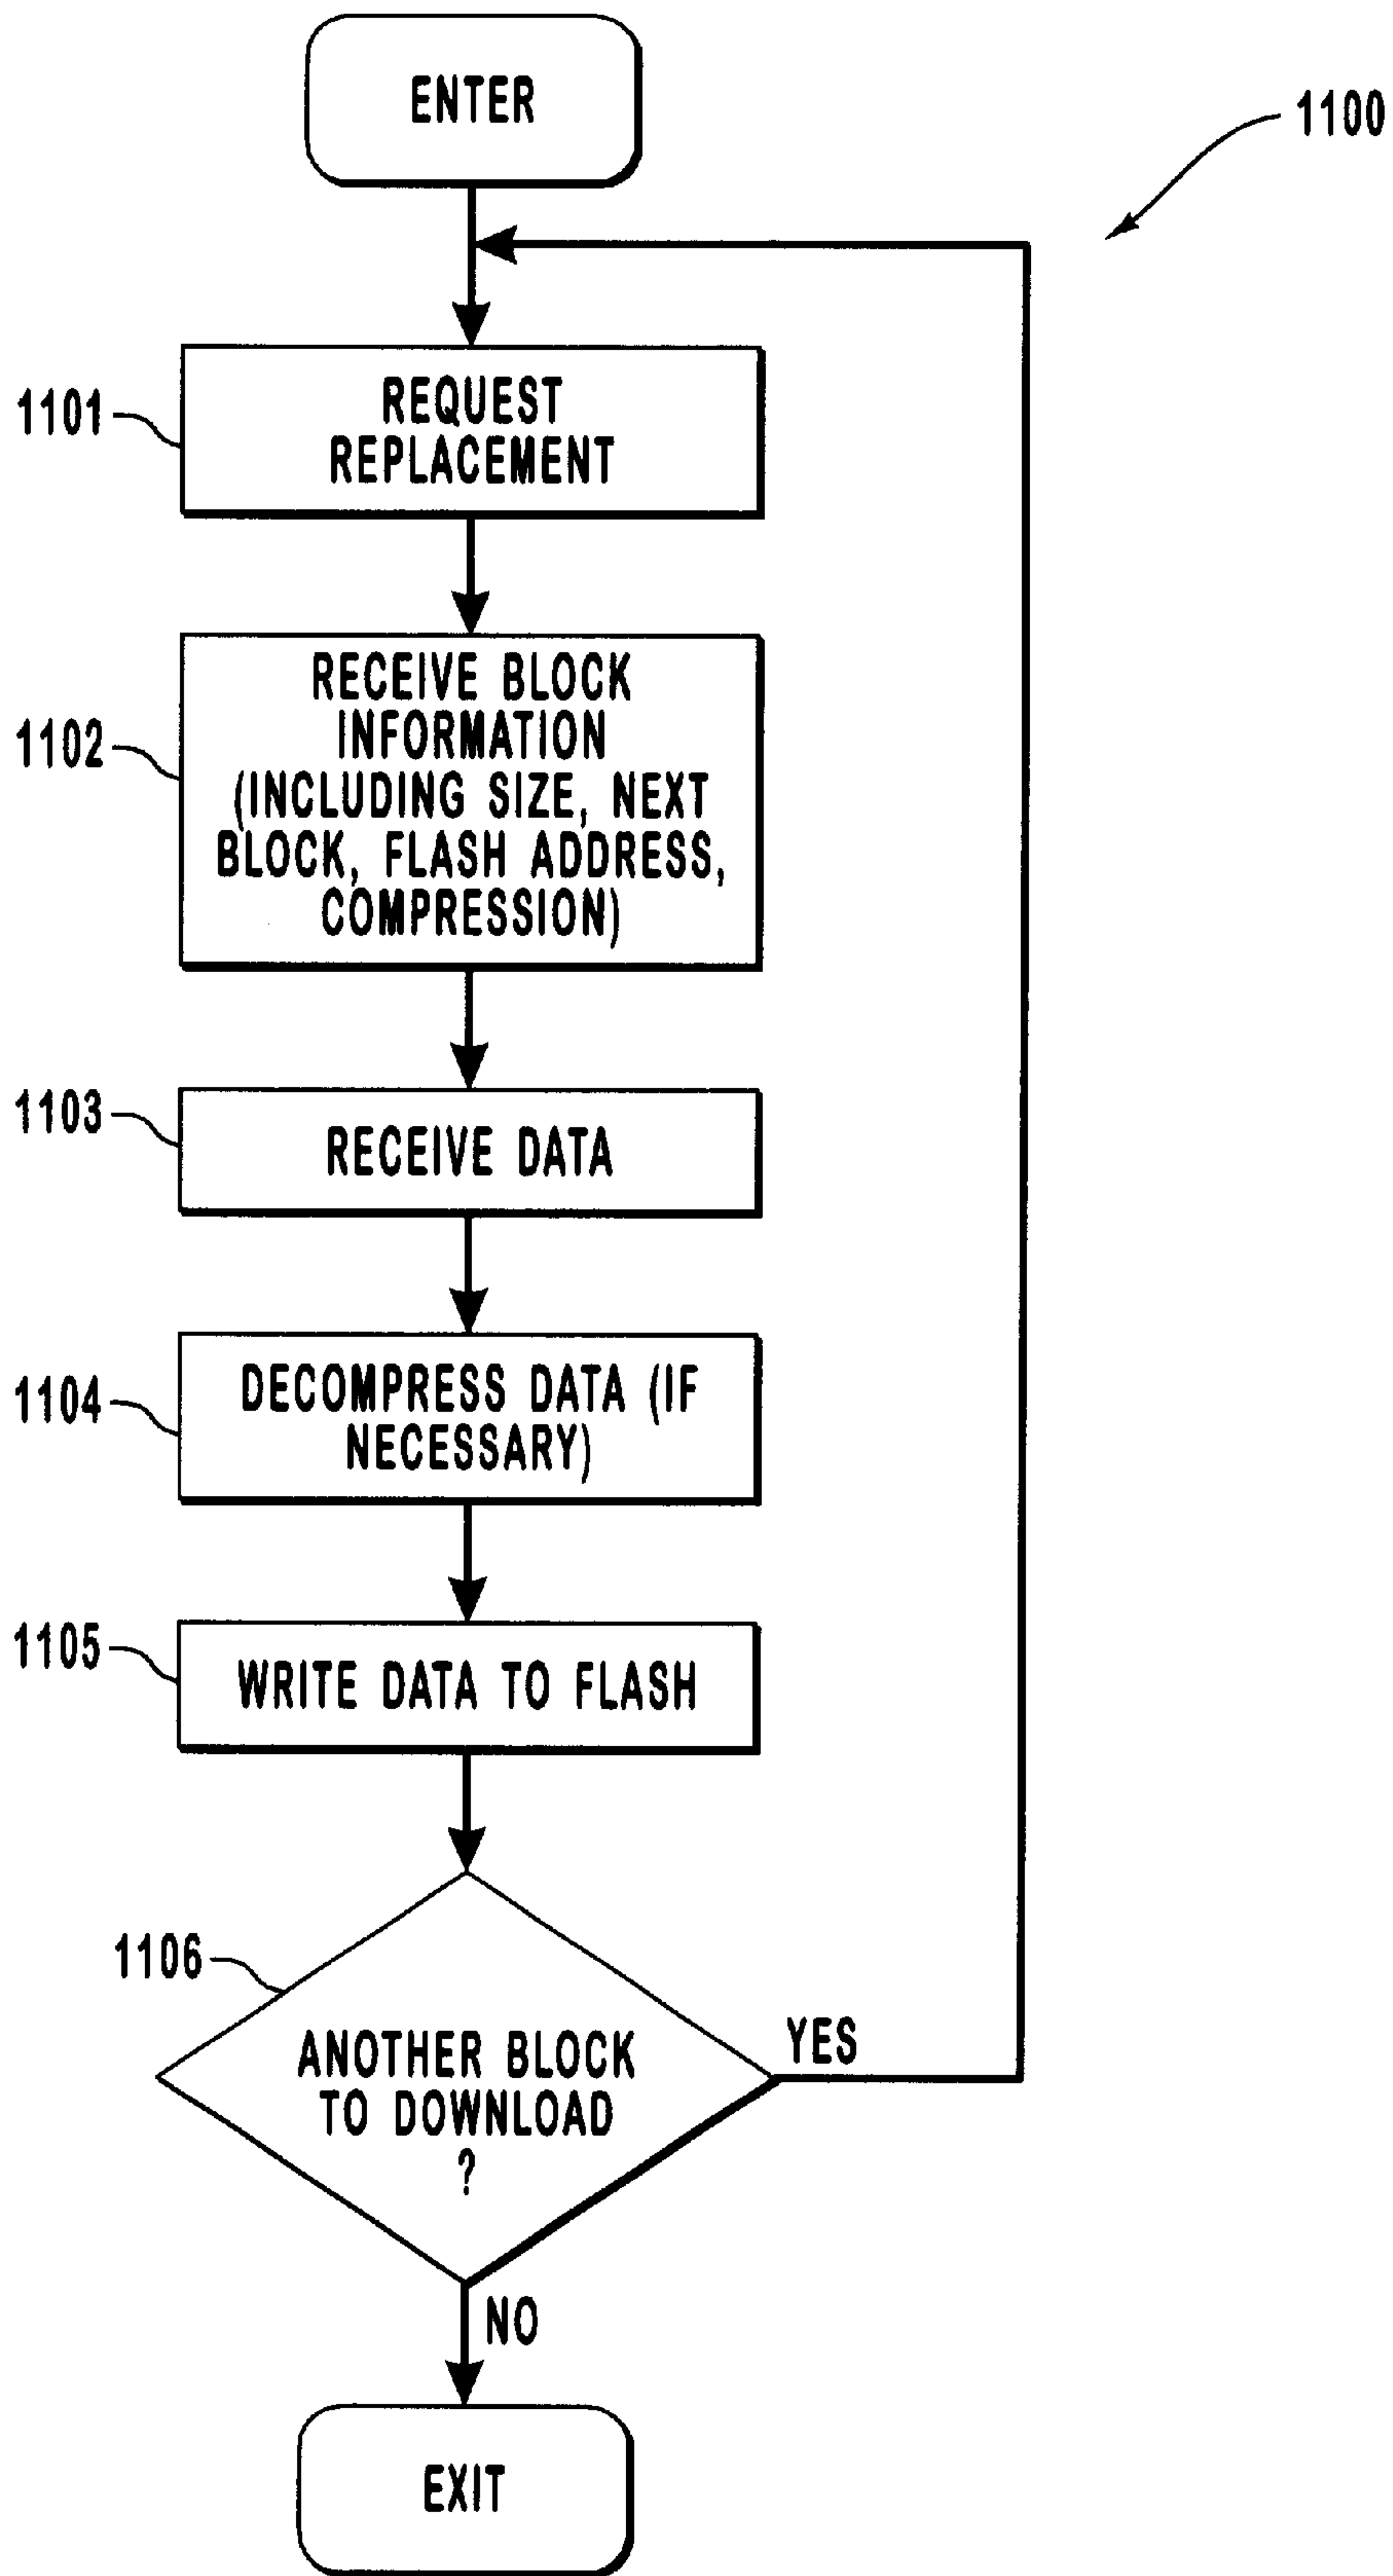 ENTER
1100
1101
REQUEST
REPLACEMENT
1102
RECEIVE BLOCK
INFORMATION
(INCLUDING SIZE, NEXT
BLOCK, FLASH ADDRESS,
COMPRESSION)
1103
RECEIVE DATA
1104
DECOMPRESS DATA (IF
NECESSARY)
1105
WRITE DATA TO FLASH
1106
ANOTHER BLOCK
TO DOWNLOAD
?
YES
NO
EXIT